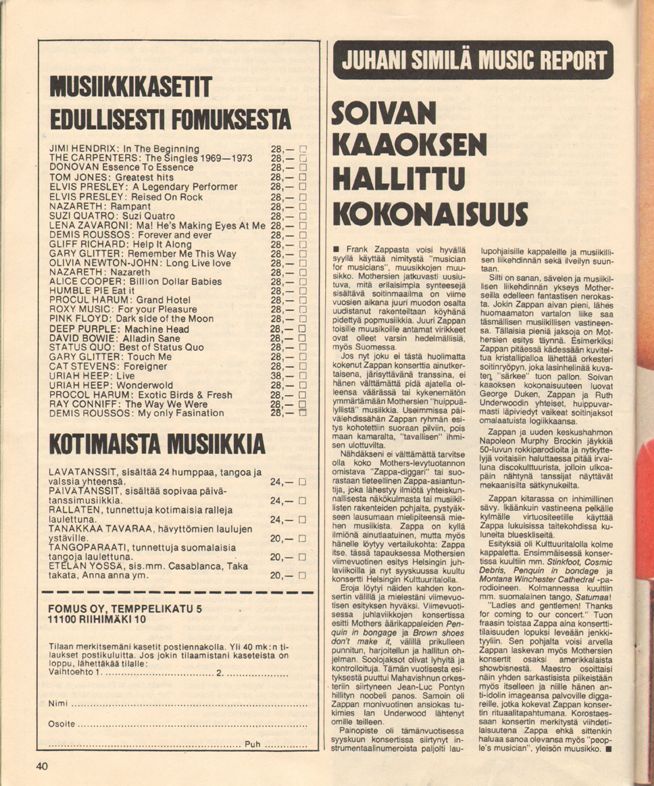 MUSIIKKIKASETIT
EDULLISESTI FOMUKSESTA
JIMI HENDRIX: In The Beginning 28,— □
THE CARPENTERS: The Singles 1969—1973 28,— □
DONOVAN Essence To Essence 28,— □
TOM JONES: Greatest hits 28,— □
ELVIS PRESLEY: A Legendary Performer 28,— □
ELVIS PRESLEY: Reised On Rock 28,— □
NAZARETH: Rampant 28,— □
SUZI QUATRO: Suzi Quatro 28,— □
LENA ZAVARONI: Ma! He's Making Eyes At Me 28,— □
DEMIS ROUSSOS: Forever and ever 28,— □
GLIFF RICHARD: Help It Along 28,— □
GARY GLITTER: Remember Me This Way 28,— □
OLIVIA NEWTON-JOHN: Long Live love 28,— □
NAZARETH: Nazareth 28,— □
ALICE COOPER: Billion Dollar Babies 28,— □
HUMBLE PIE Eat it 28,— □
PROCUL HARUM: Grand Hotel 28,— □
ROXY MUSIC: For Your Pleasure 28,— □
PINK FLOYD: Dark side of the Moon 28,— □
DEEP PURPLE: Machine Head 28,— □
DAVID BOWIE: Alladin Sane 28,— □
STATUS QUO: Best of Status Quo 28,— □
GARY GLITTER: Touch Me 28,— □
CAT STEVENS: Foreigner 28,— □
URIAH HEEP: Live 38,— □
URIAH HEEP: Wonderwold 28,— □
PROCOL HARUM: Exotic Birds & Fresh 28,— □
RAY CONNIFF: The Way We Were 28,— □
DEMIS ROUSSOS: My only Fasination 28,— □
KOTIMAISTA MUSIIKKIA
LAVATANSSIT, sisältää 24 humppaa, tangoa ja
valssia yhteensä. 24,— □
PAIVATANSSIT, sisältää sopivaa päivä-
tanssimusiikkia. 24,— □
RALLATEN, tunnettuja kotimaisia ralleja
laulettuna. 24,— □
TANAKKAA TAVARAA, hävyttömien laulujen
ystäville. 20,— □
TANGOPARAATI, tunnettuja suomalaisia
tangoja laulettuna. 20,— □
ETELÄN YOSSA, sis.mm. Casablanca, Taka
takata, Anna anna ym. 20,— □
FOMUS OY, TEMPPELIKATU 5
11100 RIIHIMÄKI 10
Tilaan merkitsemäni kasetit postiennakolla. Yli 40 mk:n ti-
laukset postikuluitta. Jos jokin tilaamistani kaseteista on
loppu, lähettäkää tilalle:
Vaihtoehto 1. .................... 2. ....................
Nimi ....................
Osoite ....................
.................... Puh ....................
40
JUHANI SIMILÄ MUSIC REPORT
SOIVAN
KAAOKSEN
HALLITTU
KOKONAISUUS
■ Frank Zappasta voisi hyvällä
syyllä käyttää nimitystä "musician
for musicians", muusikkojen muu-
sikko. Mothersien jatkuvasti uusiu-
tuva, mitä erilaisimpia synteesejä
sisältävä soitinmaailma on viime
vuosien aikana juuri muodon osalta
uudistanut rakenteiltaan köyhänä
pidettyä popmusiikkia. Juuri Zappan
toisille muusikoille antamat virikkeet
ovat olleet varsin hedelmällisiä,
myös Suomessa.
Jos nyt joku ei tästä huolimatta
kokenut Zappan konserttia ainutker-
taisena, järisyttävänä transsina, ei
hänen välttämättä pidä ajatella ol-
leensa väärässä tai kykenemätön
ymmärtämään Mothersien "huippuä-
lyllistä" musiikkia. Useimmissa päi-
välehdissähän Zappan ryhmän esi-
tys kohotettiin suoraan pilviin, pois
maan kamaralta, "tavallisen" ihmi-
sen ulottuvilta.
Nähdäkseni ei välttämättä tarvitse
olla koko Mothers-levytuotannon
omistava "Zappa-diggari" tai suo-
rastaan tieteellinen Zappa-asiantun-
tija, joka lähestyy ilmiötä yhteiskun-
nallisesta näkökulmasta tai musiikil-
listen rakenteiden pohjalta, pystyäk-
seen lausumaan mielipiteensä mie-
hen musiikista. Zappa on kyllä
ilmiönä ainutlaatuinen, mutta myös
hänelle löytyy vertailukohta: Zappa
itse, tässä tapauksessa Mothersien
viimevuotinen esitys Helsingin juh-
laviikoilla ja nyt syyskuussa kuultu
konsertti Helsingin Kulttuuritalolla.
Eroja löytyi näiden kahden kon-
sertin välillä ja mielestäni viimevuo-
tisen esityksen hyväksi. Viimevuoti-
sessa juhlaviikkojen konsertissa
esitti Mothers äärikappaleiden Pen-
quin in bongage ja Brown shoes
don't make it, välillä prikulleen
punnitun, harjoitellun ja hallitun oh-
jelman. Soolojaksot olivat lyhyitä ja
kontrolloituja. Tämän vuotisesta esi-
tyksestä puuttui Mahavishnun orkes-
teriin siirtyneen Jean-Luc Pontyn
hillityn noobeli panos. Samoin oli
Zappan monivuotinen ansiokas tu-
kimies Ian Underwood lähtenyt
omille teilleen.
Painopiste oli tämänvuotisessa
syyskuun konsertissa siirtynyt in-
strumentaalinumeroista paljolti lau-
lupohjaisille kappaleille ja musiikilli-
sen liikehdinnän sekä ilveilyn suun-
taan.
Silti on sanan, sävelen ja musiikil-
lisen liikehdinnän ykseys Mother-
seilla edelleen fantastisen nerokas-
ta. Jokin Zappan aivan pieni, lähes
huomaamaton vartalon liike saa
täsmällisen musiikillisen vastineen-
sa. Tällaisia pieniä jaksoja on Mot-
hersien esitys täynnä. Esimerkiksi
Zappan pitäessä kädessään kuvitel-
tua kristallipalloa lähettää orkesteri
soitinryöpyn, joka lasinhelinää kuva-
ten, "särkee" tuon pallon. Soivan
kaaoksen kokonaisuuteen luovat
George Duken, Zappan ja Ruth
Underwoodin yhteiset, huippuvar-
masti läpiviedyt vaikeat soitinjaksot
omalaatuista logiikkaansa.
Zappan ja uuden keskushahmon
Napoleon Murphy Brockin jäykkiä
50-luvun rokkiparodioita ja nytkytte-
lyjä voitaisiin haluttaessa pitää irvai-
luna discokulttuurista, jolloin ulkoa-
päin nähtynä tanssijat näyttävät
mekaanisilta sätkynukeilta.
Zappan kitarassa on inhimillinen
sävy. Ikäänkuin vastineena pelkälle
kylmälle virtuositeetille käyttää
Zappa lukuisissa taitekohdissa ku-
luneita blueskliseitä.
Esityksiä oli Kulttuuritalolla kolme
kappaletta. Ensimmäisessä konser-
tissa kuultiin mm. Stinkfoot, Cosmic
Debris, Penquin in bondage ja
Montana Winchester Cathedral -pa-
rodioineen. Kolmannessa kuultiin
mm. suomalainen tango, Satumaa!
"Ladies and gentlemen! Thanks
for coming to our concert." Tuon
fraasin toistaa Zappa aina konsertti-
tilaisuuden lopuksi leveään jenkki-
tyyliin. Sen pohjalta voisi arvella
Zappan laskevan myös Mothersien
konsertit osaksi amerikkalaista
showbisnestä. Maestro osoittaisi
näin yhden sarkastisista piikeistään
myös itselleen ja niille hänen an-
ti-idolin imageansa palvoville digga-
reille, jotka kokevat Zappan konser-
tin rituaalitapahtumana. Korostaes-
saan konsertin merkitystä viihdeti-
laisuutena Zappa ehkä sittenkin
haluaa sanoa olevansa myös "peop-
le's musician", yleisön muusikko. ■